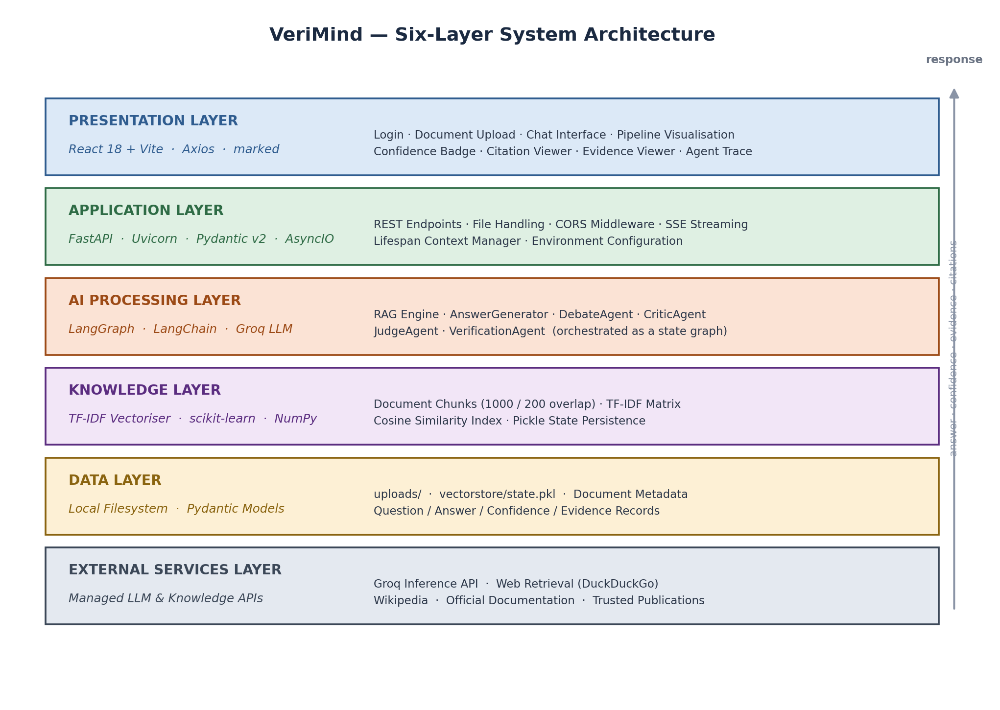 VeriMind — Six-Layer System Architecture
response
PRESENTATION LAYER
React 18 + Vite · Axios · marked
Login · Document Upload · Chat Interface · Pipeline Visualisation
Confidence Badge · Citation Viewer · Evidence Viewer · Agent Trace
APPLICATION LAYER
FastAPI · Uvicorn · Pydantic v2 · AsyncIO
REST Endpoints · File Handling · CORS Middleware · SSE Streaming
Lifespan Context Manager · Environment Configuration
AI PROCESSING LAYER
LangGraph · LangChain · Groq LLM
RAG Engine · AnswerGenerator · DebateAgent · CriticAgent
JudgeAgent · VerificationAgent (orchestrated as a state graph)
KNOWLEDGE LAYER
TF-IDF Vectoriser · scikit-learn · NumPy
Document Chunks (1000 / 200 overlap) · TF-IDF Matrix
Cosine Similarity Index · Pickle State Persistence
DATA LAYER
Local Filesystem · Pydantic Models
uploads/ · vectorstore/state.pkl · Document Metadata
Question / Answer / Confidence / Evidence Records
EXTERNAL SERVICES LAYER
Managed LLM & Knowledge APIs
Groq Inference API · Web Retrieval (DuckDuckGo)
Wikipedia · Official Documentation · Trusted Publications
answer · confidence · evidence · citations